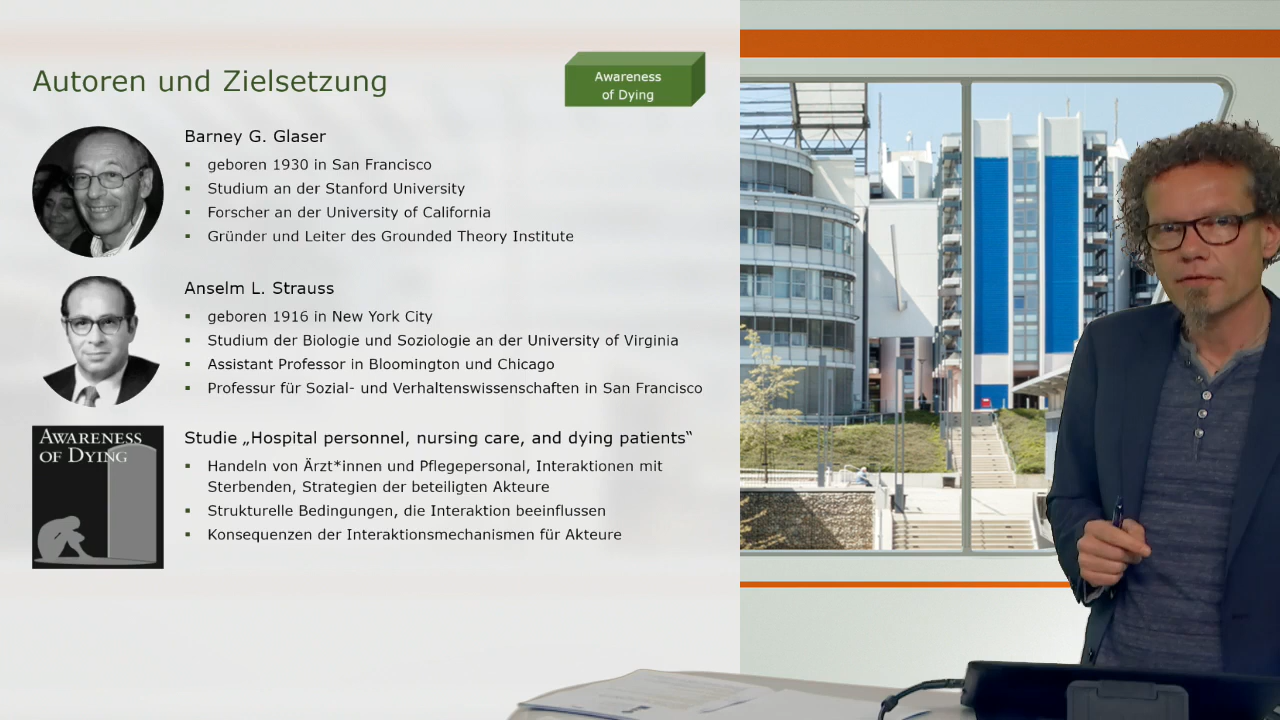 Autoren und Zielsetzung
Awareness
of Dying
Barney G. Glaser
▪ geboren 1930 in San Francisco
▪ Studium an der Stanford University
▪ Forscher an der University of California
▪ Gründer und Leiter des Grounded Theory Institute
Anselm L. Strauss
▪ geboren 1916 in New York City
▪ Studium der Biologie und Soziologie an der University of Virginia
▪ Assistant Professor in Bloomington und Chicago
▪ Professur für Sozial- und Verhaltenswissenschaften in San Francisco
AWARENESS
OF DYING
Studie „Hospital personnel, nursing care, and dying patients“
▪ Handeln von Ärzt*innen und Pflegepersonal, Interaktionen mit
Sterbenden, Strategien der beteiligten Akteure
▪ Strukturelle Bedingungen, die Interaktion beeinflussen
▪ Konsequenzen der Interaktionsmechanismen für Akteure